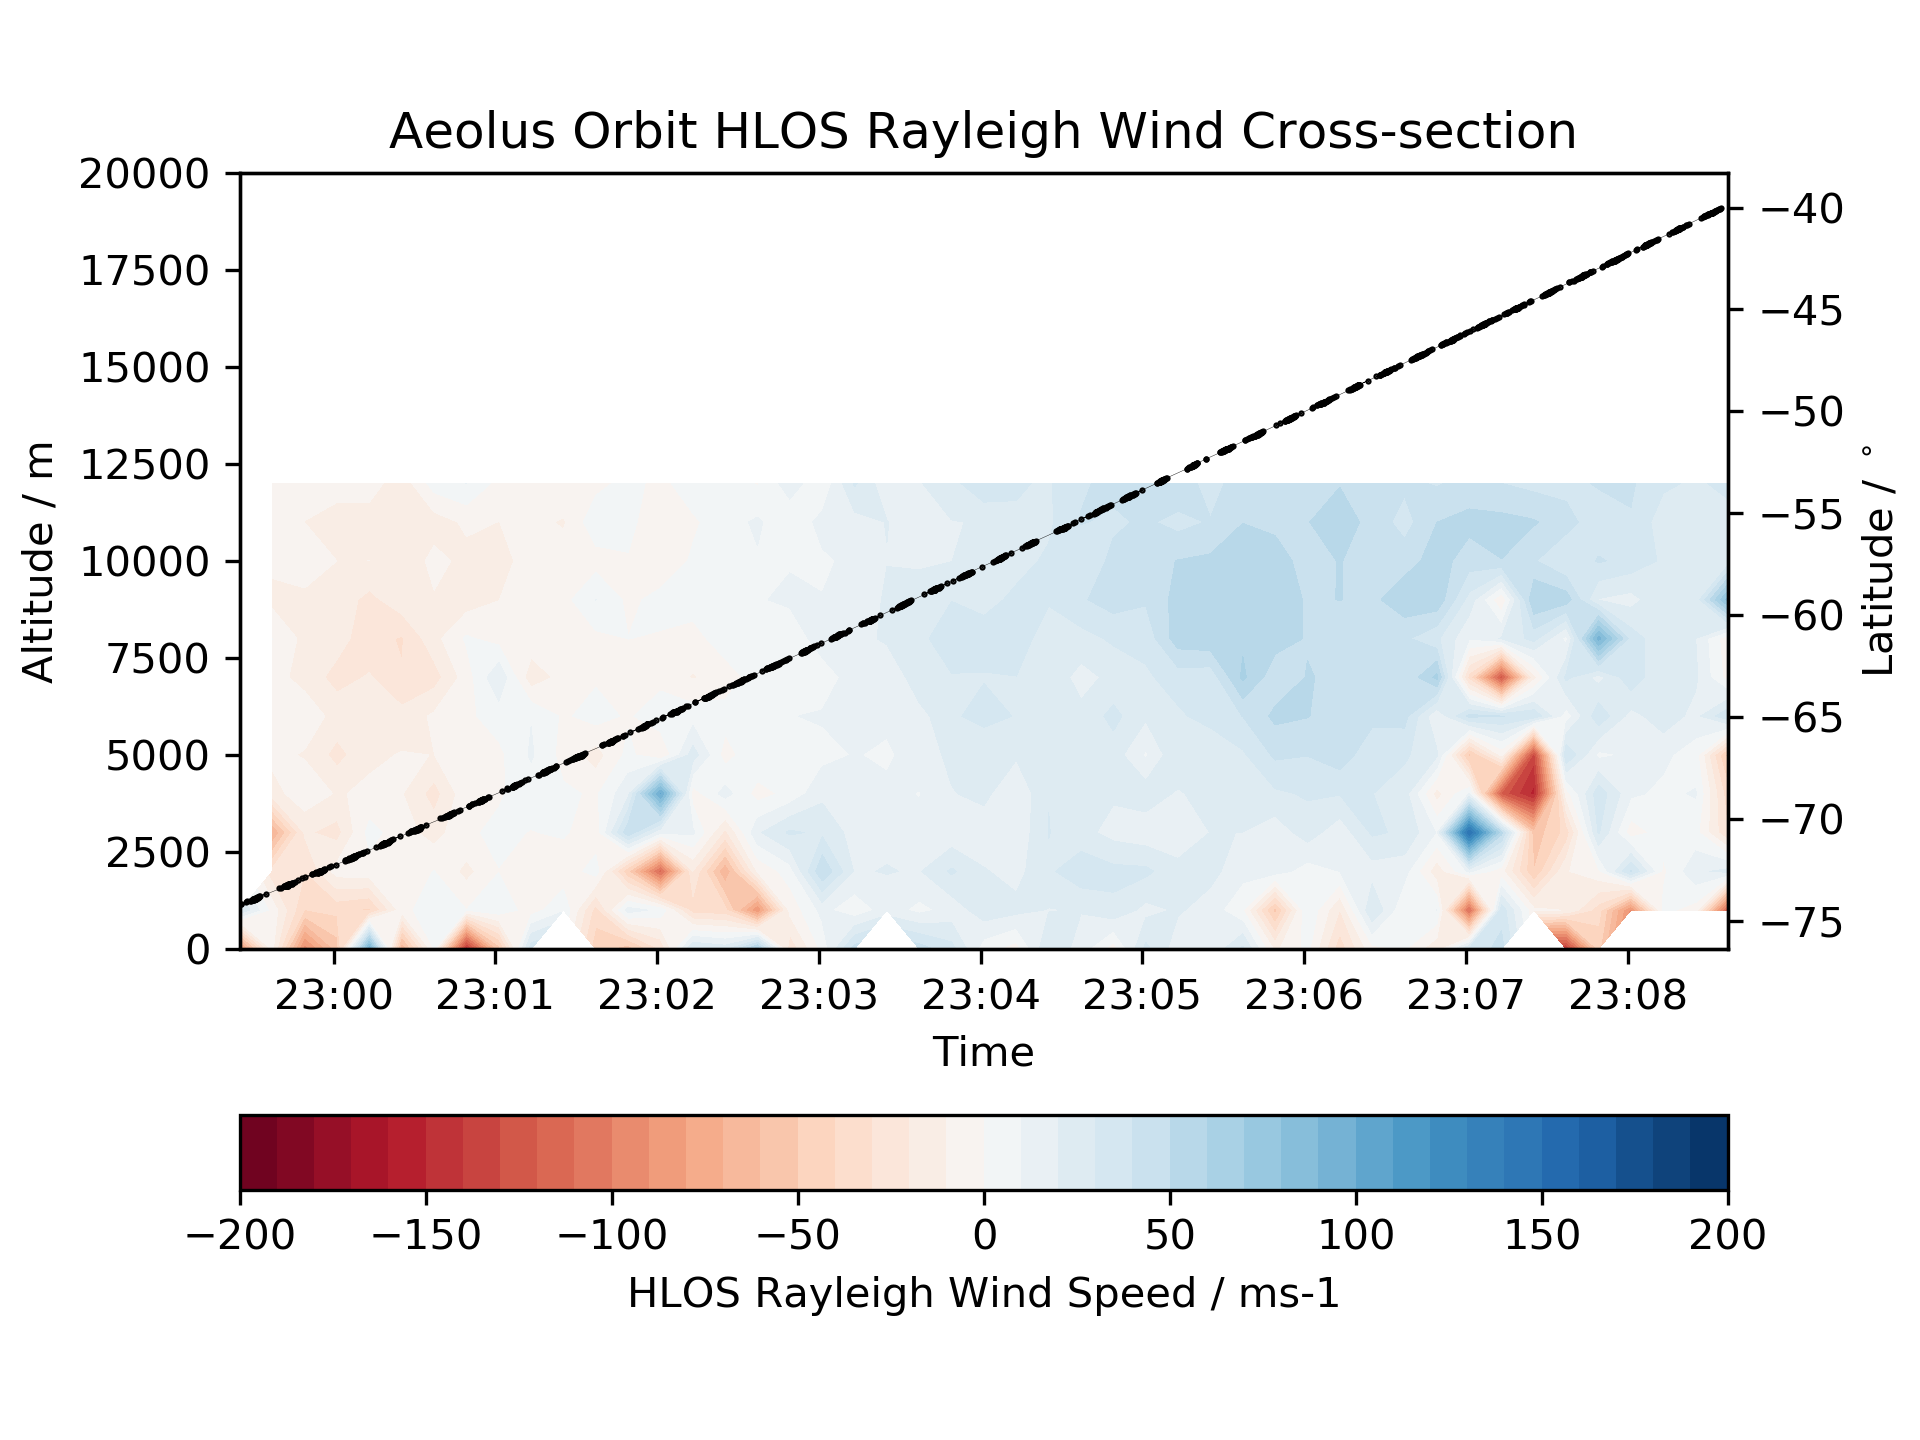 Aeolus Orbit HLOS Rayleigh Wind Cross-section
20000
17500
15000
12500
10000
7500
5000
2500
0
Altitude / m
−40
−45
−50
−55
−60
−65
−70
−75
Latitude / °
23:00 23:01 23:02 23:03 23:04 23:05 23:06 23:07 23:08
Time
−200 −150 −100 −50 0 50 100 150 200
HLOS Rayleigh Wind Speed / ms-1